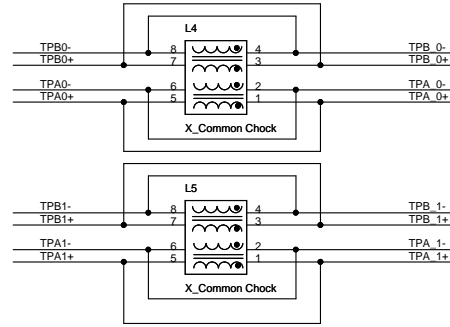 L4
TPB0- 8 4 TPB_0-
TPB0+ 7 3 TPB_0+
TPA0- 6 2 TPA_0-
TPA0+ 5 1 TPA_0+
X_Common Chock
L5
TPB1- 8 4 TPB_1-
TPB1+ 7 3 TPB_1+
TPA1- 6 2 TPA_1-
TPA1+ 5 1 TPA_1+
X_Common Chock